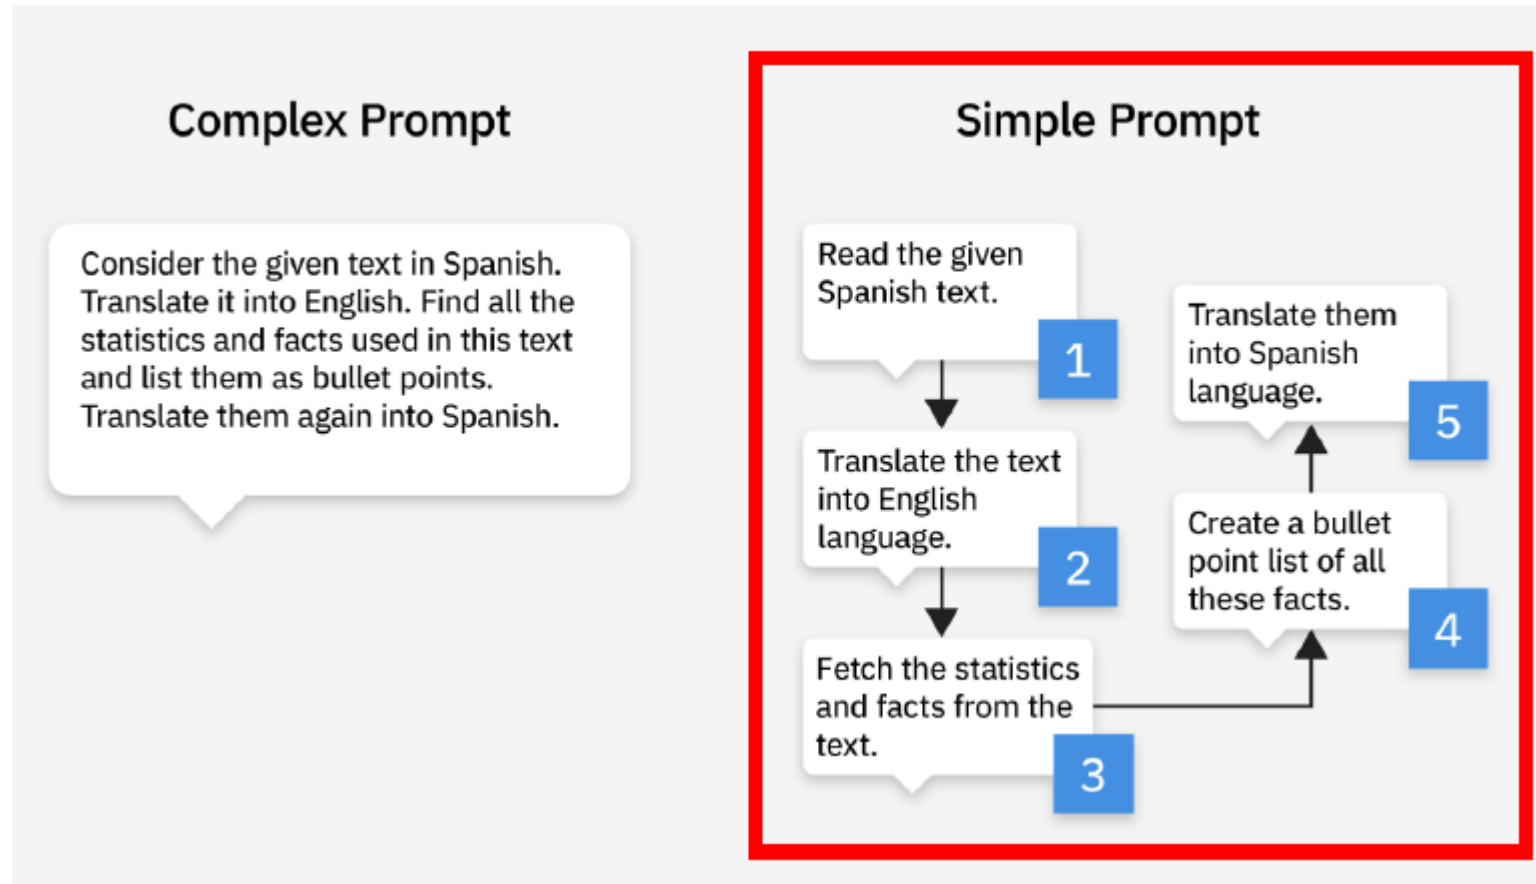 Complex Prompt
Consider the given text in Spanish.
Translate it into English. Find all the
statistics and facts used in this text
and list them as bullet points.
Translate them again into Spanish.
Simple Prompt
Read the given
Spanish text.
1
Translate the text
into English
language.
2
Fetch the statistics
and facts from the
text.
3
Create a bullet
point list of all
these facts.
4
Translate them
into Spanish
language.
5